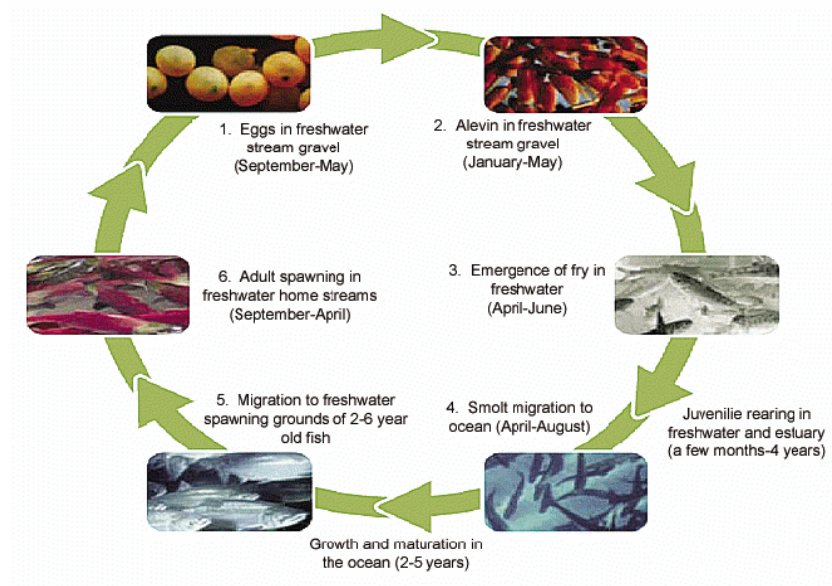 1. Eggs in freshwater
stream gravel
(September-May)
2. Alevin in freshwater
stream gravel
(January-May)
3. Emergence of fry in
freshwater
(April-June)
Juvenilie rearing in
freshwater and estuary
(a few months-4 years)
4. Smolt migration to
ocean (April-August)
Growth and maturation in
the ocean (2-5 years)
5. Migration to freshwater
spawning grounds of 2-6 year
old fish
6. Adult spawning in
freshwater home streams
(September-April)